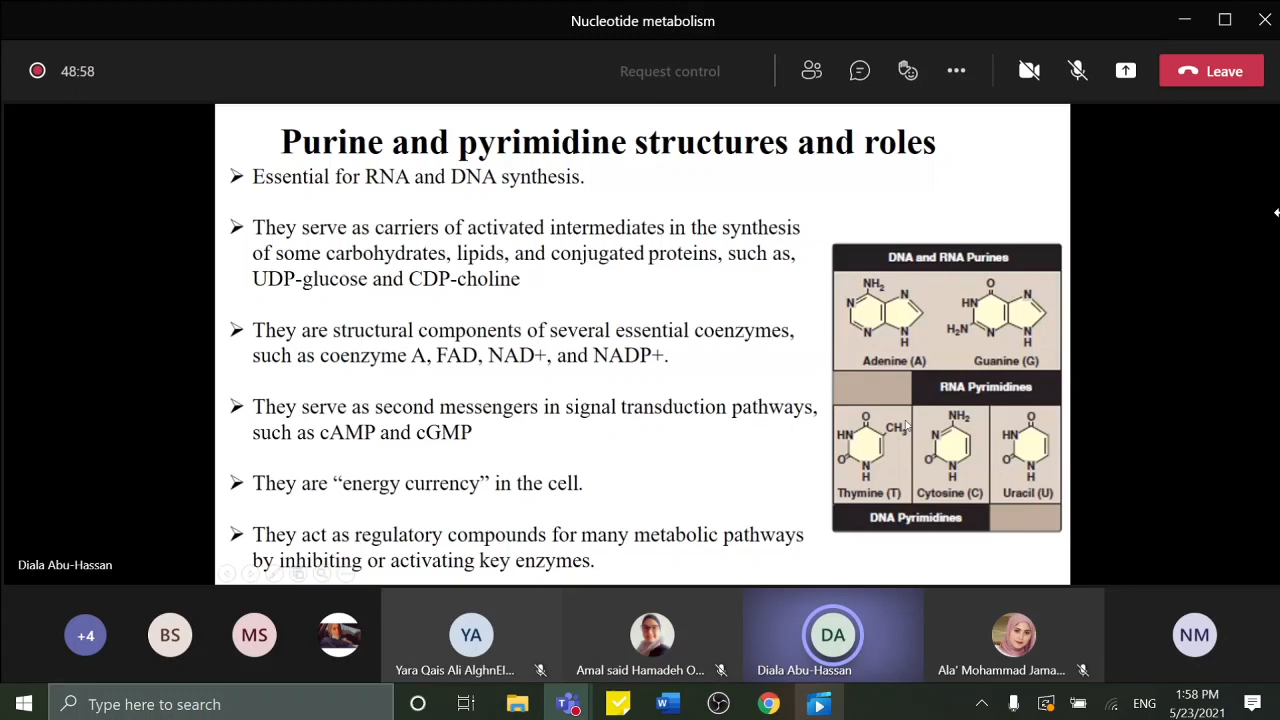 Nucleotide metabolism
48:58
Request control
Leave
Purine and pyrimidine structures and roles
Essential for RNA and DNA synthesis.
They serve as carriers of activated intermediates in the synthesis
of some carbohydrates, lipids, and conjugated proteins, such as,
UDP-glucose and CDP-choline
They are structural components of several essential coenzymes,
such as coenzyme A, FAD, NAD+, and NADP+.
They serve as second messengers in signal transduction pathways,
such as cAMP and cGMP
They are “energy currency” in the cell.
They act as regulatory compounds for many metabolic pathways
by inhibiting or activating key enzymes.
DNA and RNA Purines
NH2
N
N
N
N
H
O
HN
N
H2N
N
N
H
Adenine (A)
Guanine (G)
RNA Pyrimidines
O
CH3
HN
O
N
H
NH2
N
O
N
H
O
HN
O
N
H
Thymine (T)
Cytosine (C)
Uracil (U)
DNA Pyrimidines
Diala Abu-Hassan
+4
BS
MS
YA
Yara Qais Ali AlghnEl...
Amal said Hamadeh O...
DA
Diala Abu-Hassan
Ala' Mohammad Jama...
NM
Type here to search
ENG
1:58 PM
5/23/2021